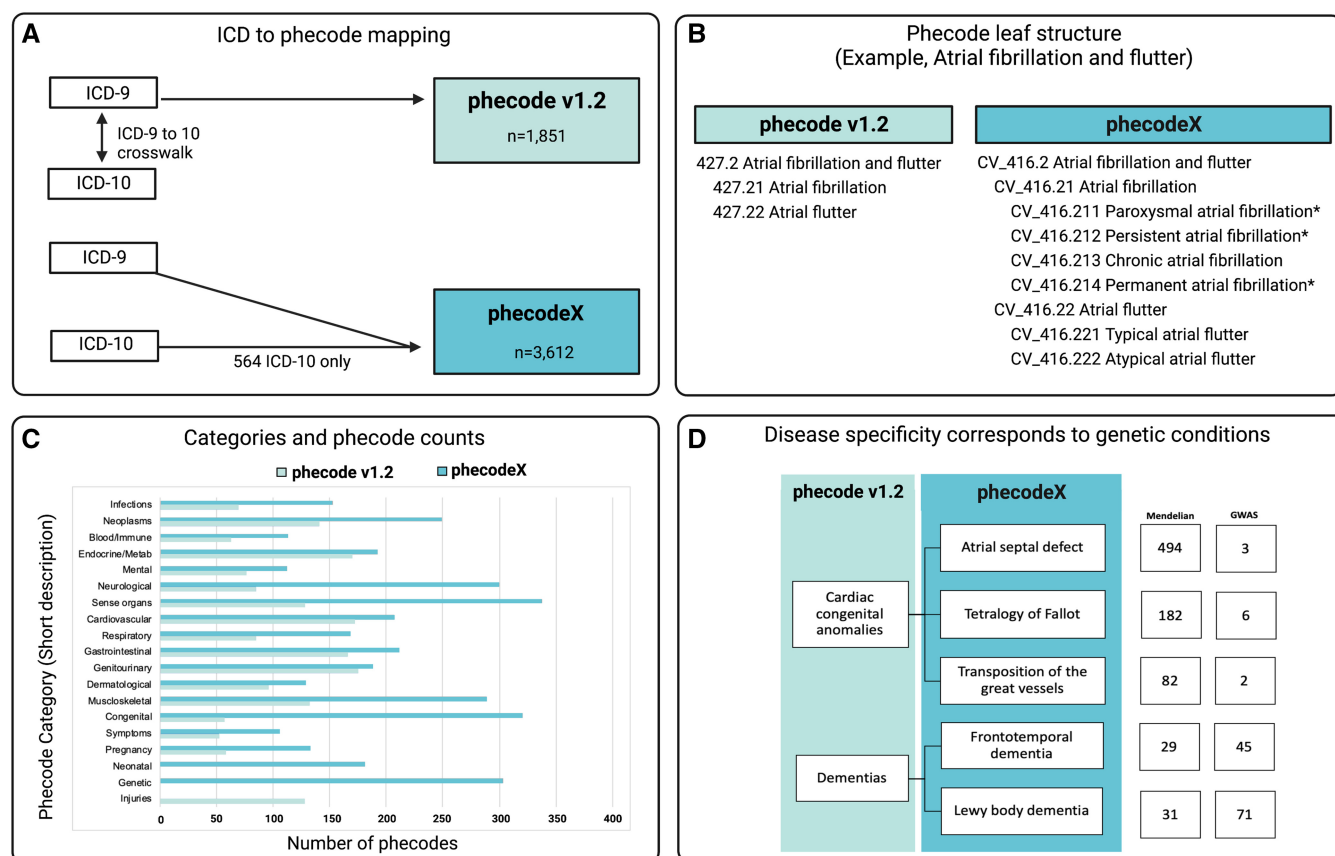 A
ICD to phecode mapping
ICD-9
ICD-9 to 10
crosswalk
ICD-10
phecode v1.2
n=1,851
ICD-9
ICD-10
564 ICD-10 only
phecodeX
n=3,612
B
Phecode leaf structure
(Example, Atrial fibrillation and flutter)
phecode v1.2
427.2 Atrial fibrillation and flutter
427.21 Atrial fibrillation
427.22 Atrial flutter
phecodeX
CV_416.2 Atrial fibrillation and flutter
CV_416.21 Atrial fibrillation
CV_416.211 Paroxysmal atrial fibrillation*
CV_416.212 Persistent atrial fibrillation*
CV_416.213 Chronic atrial fibrillation
CV_416.214 Permanent atrial fibrillation*
CV_416.22 Atrial flutter
CV_416.221 Typical atrial flutter
CV_416.222 Atypical atrial flutter
C
Categories and phecode counts
phecode v1.2
phecodeX
Phecode Category (Short description)
Infections
Neoplasms
Blood/Immune
Endocrine/Metab
Mental
Neurological
Sense organs
Cardiovascular
Respiratory
Gastrointestinal
Genitourinary
Dermatological
Muscloskeletal
Congenital
Symptoms
Pregnancy
Neonatal
Genetic
Injuries
0 50 100 150 200 250 300 350 400
Number of phecodes
D
Disease specificity corresponds to genetic conditions
phecode v1.2
phecodeX
Mendelian
GWAS
Cardiac
congenital
anomalies
Atrial septal defect
494
3
Tetralogy of Fallot
182
6
Transposition of the
great vessels
82
2
Dementias
Frontotemporal
dementia
29
45
Lewy body dementia
31
71